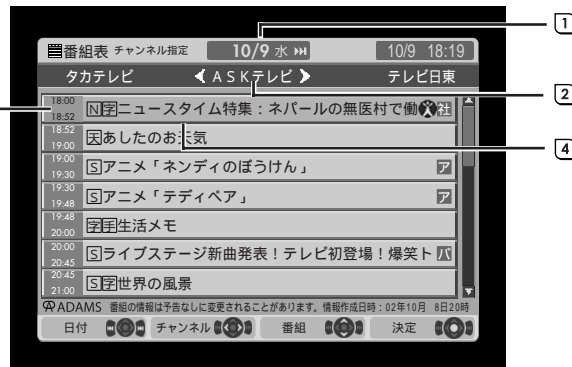 1
番組表 チャンネル指定 10/9 水 10/9 18:19
タカテレビ ASKテレビ テレビ日東
2
18:00 18:52 N字ニュースタイム特集：ネパールの無医村で働 社
18:52 19:00 天あしたのお天気
4
19:00 19:30 Sアニメ「ネンディのぼうけん」 ア
19:30 19:48 Sアニメ「テディベア」 ア
19:48 20:00 字手生活メモ
20:00 20:45 Sライブステージ新曲発表！テレビ初登場！爆笑ト バ
20:45 21:00 S字世界の風景
ADAMS 番組の情報は予告なしに変更されることがあります。情報作成日時：02年10月 8日20時
日付 チャンネル 番組 決定